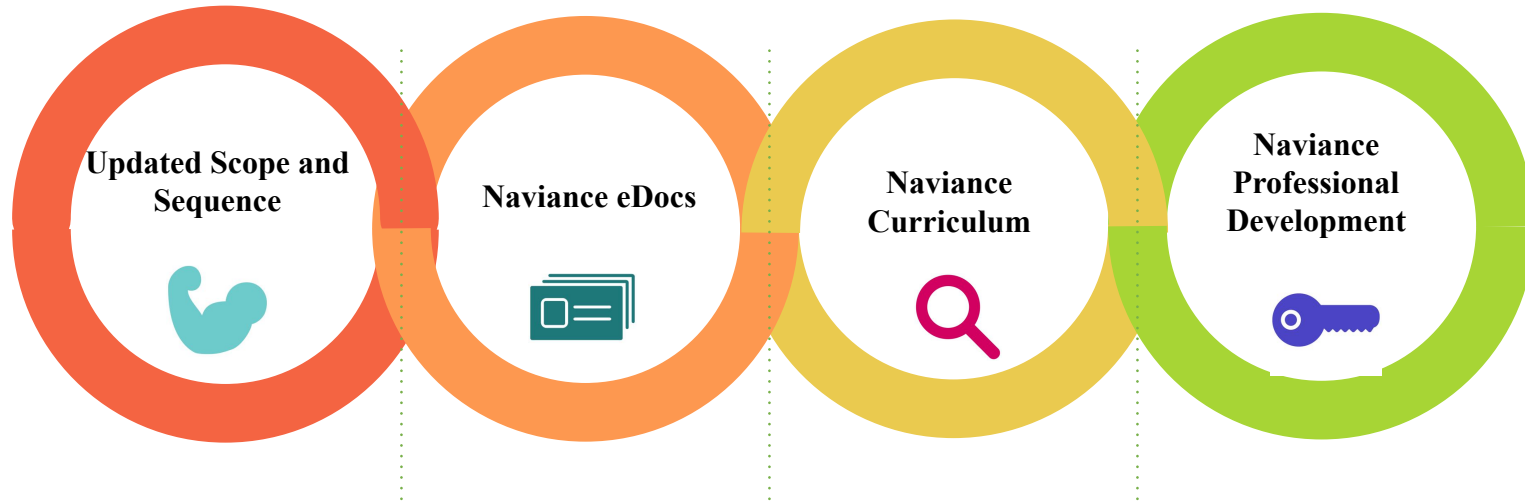 Updated Scope and
Sequence
Naviance eDocs
Naviance
Curriculum
Naviance
Professional
Development